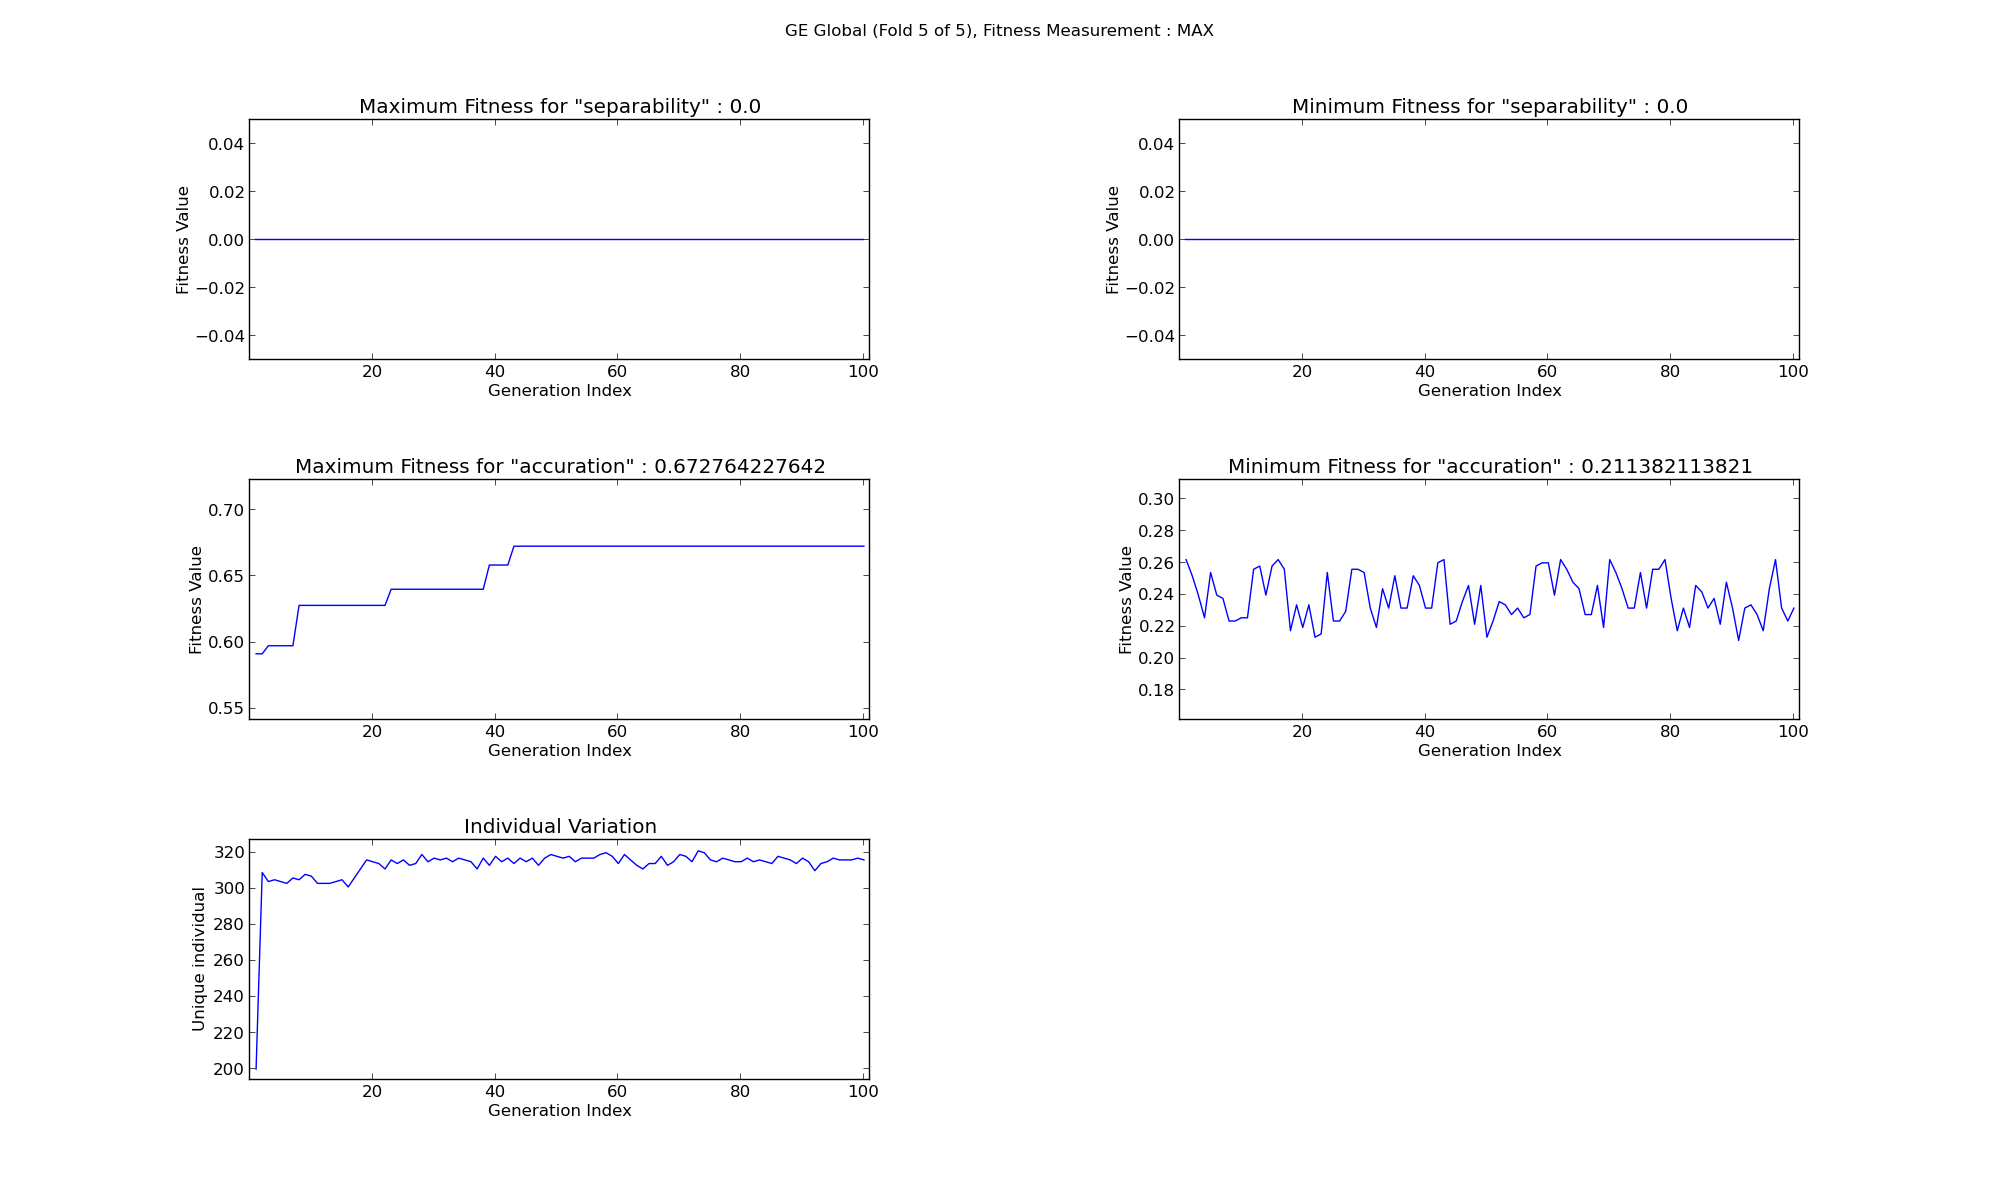 GE Global (Fold 5 of 5), Fitness Measurement : MAX
Maximum Fitness for "separability" : 0.0
0.04
0.02
0.00
−0.02
−0.04
Fitness Value
20 40 60 80 100
Generation Index
Minimum Fitness for "separability" : 0.0
0.04
0.02
0.00
−0.02
−0.04
Fitness Value
20 40 60 80 100
Generation Index
Maximum Fitness for "accuration" : 0.672764227642
0.70
0.65
0.60
0.55
Fitness Value
20 40 60 80 100
Generation Index
Minimum Fitness for "accuration" : 0.211382113821
0.30
0.28
0.26
0.24
0.22
0.20
0.18
Fitness Value
20 40 60 80 100
Generation Index
Individual Variation
320
300
280
260
240
220
200
Unique individual
20 40 60 80 100
Generation Index